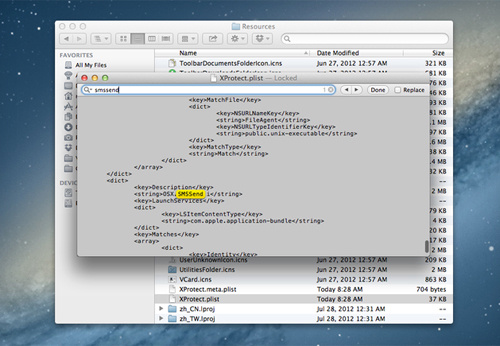 Resources
FAVORITES
All My Files
Name
Date Modified
Size
ToolbarDocumentsFolderIcon.icns
Jun 27, 2012 12:57 AM
323 KB
XProtect.plist — Locked
smssend
1
Done
Replace
<key>MatchFile</key>
<dict>
<key>NSURLNameKey</key>
<string>FileAgent</string>
<key>NSURLTypeIdentifierKey</key>
<string>public.unix-executable</string>
</dict>
<key>MatchType</key>
<string>Match</string>
</dict>
</array>
</dict>
<dict>
<key>Description</key>
<string>OSX.SMSSend.i</string>
<key>LaunchServices</key>
<dict>
<key>LSItemContentType</key>
<string>com.apple.application-bundle</string>
</dict>
<key>Matches</key>
<array>
<dict>
<key>Identity</key>
DEVIC
UserUnknownIcon.icns
Jun 27, 2012 12:57 AM
UtilitiesFolder.icns
Jun 27, 2012 12:57 AM
2 MB
VCard.icns
Jun 27, 2012 12:57 AM
863 KB
XProtect.meta.plist
Today 8:28 AM
704 bytes
XProtect.plist
Today 8:28 AM
37 KB
zh_CN.lproj
Jul 28, 2012 12:31 AM
--
zh_TW.lproj
Jul 28, 2012 12:31 AM
--